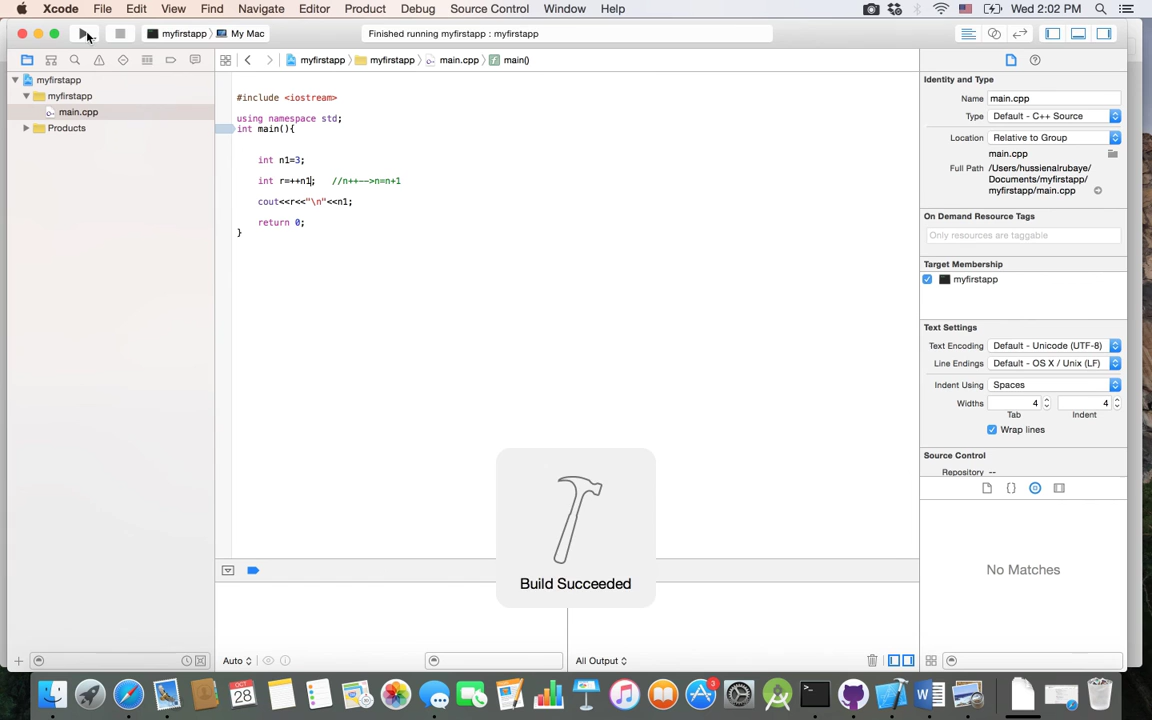 Xcode File Edit View Find Navigate Editor Product Debug Source Control Window Help Wed 2:02 PM
myfirstapp My Mac Finished running myfirstapp : myfirstapp
myfirstapp myfirstapp main.cpp main()
myfirstapp
myfirstapp
main.cpp
Products
#include <iostream>
using namespace std;
int main(){
int n1=3;
int r=++n1; //n++-->n=n+1
cout<<r<<"\n"<<n1;
return 0;
}
Build Succeeded
Auto
All Output
Identity and Type
Name main.cpp
Type Default - C++ Source
Location Relative to Group
main.cpp
Full Path /Users/hussienalrubaye/
Documents/myfirstapp/
myfirstapp/main.cpp
On Demand Resource Tags
Only resources are taggable
Target Membership
myfirstapp
Text Settings
Text Encoding Default - Unicode (UTF-8)
Line Endings Default - OS X / Unix (LF)
Indent Using Spaces
Widths 4 4
Tab Indent
Wrap lines
Source Control
Repository --
No Matches
OCT
28
3